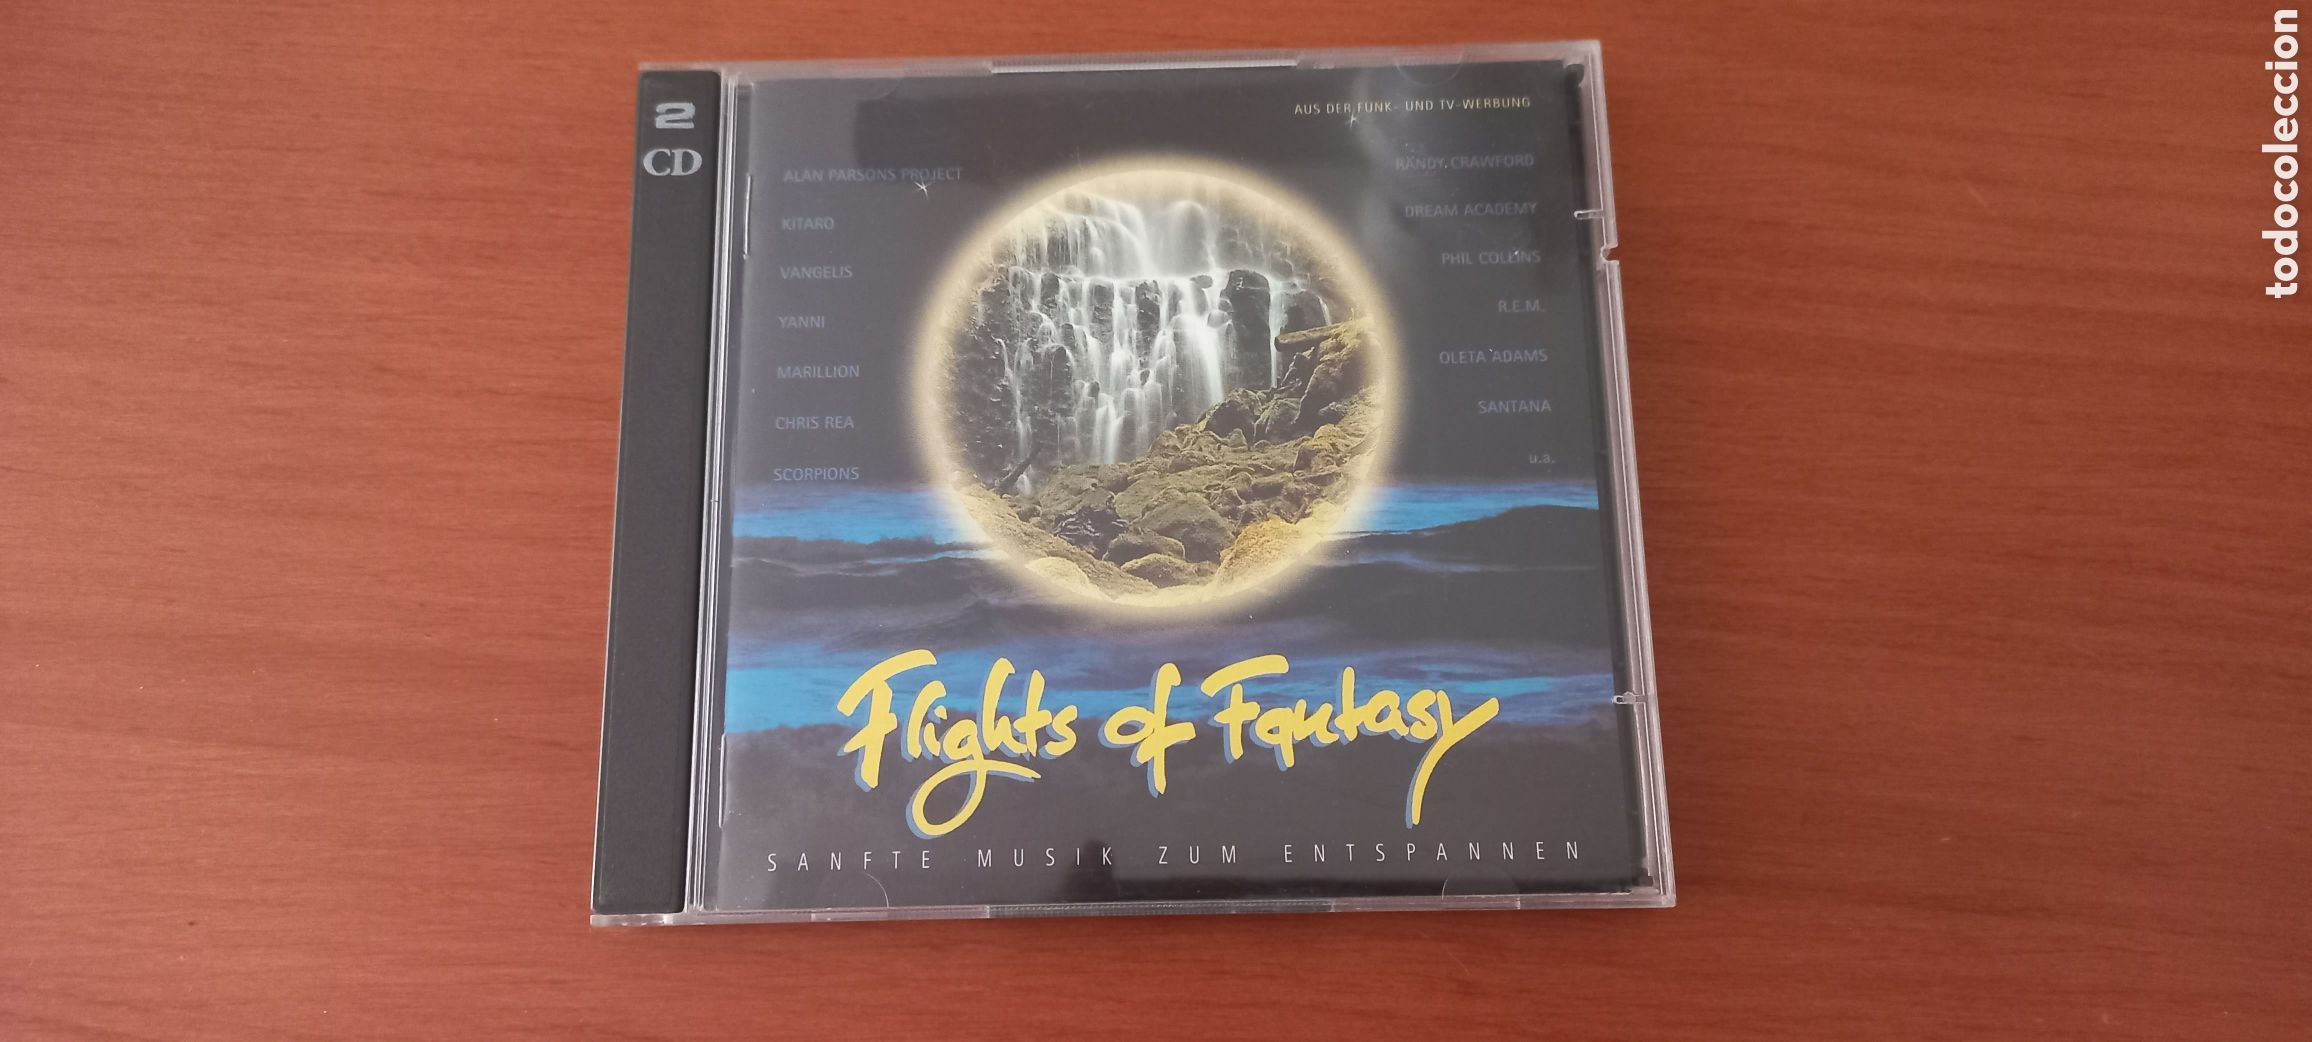 2
CD
AUS DER FUNK- UND TV-WERBUNG
ALAN PARSONS PROJECT
KITARO
VANGELIS
YANNI
MARILLION
CHRIS REA
SCORPIONS
RANDY CRAWFORD
DREAM ACADEMY
PHIL COLLINS
R.E.M.
OLETA ADAMS
SANTANA
u.a.
Flights of Fantasy
SANFTE MUSIK ZUM ENTSPANNEN
todocoleccion